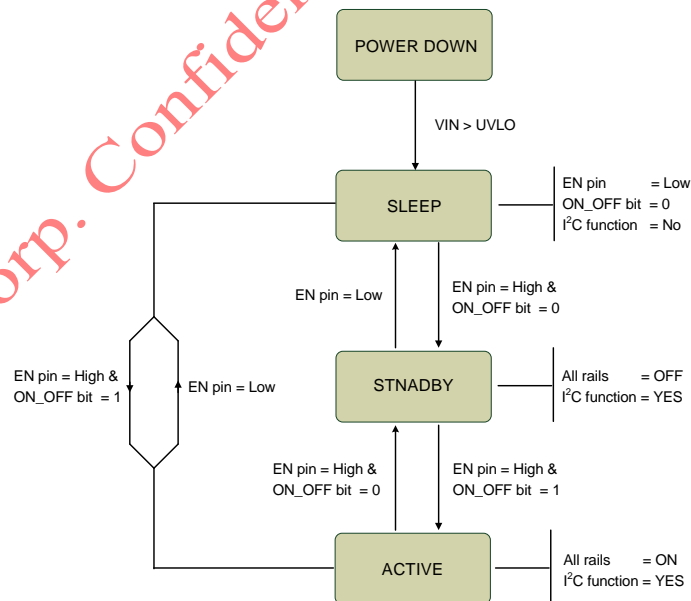 orp. Confiden
POWER DOWN
VIN > UVLO
SLEEP
EN pin = Low
ON_OFF bit = 0
I²C function = No
EN pin = Low
EN pin = High &
ON_OFF bit = 0
EN pin = High &
ON_OFF bit = 1
EN pin = Low
STNADBY
All rails = OFF
I²C function = YES
EN pin = High &
ON_OFF bit = 0
EN pin = High &
ON_OFF bit = 1
ACTIVE
All rails = ON
I²C function = YES